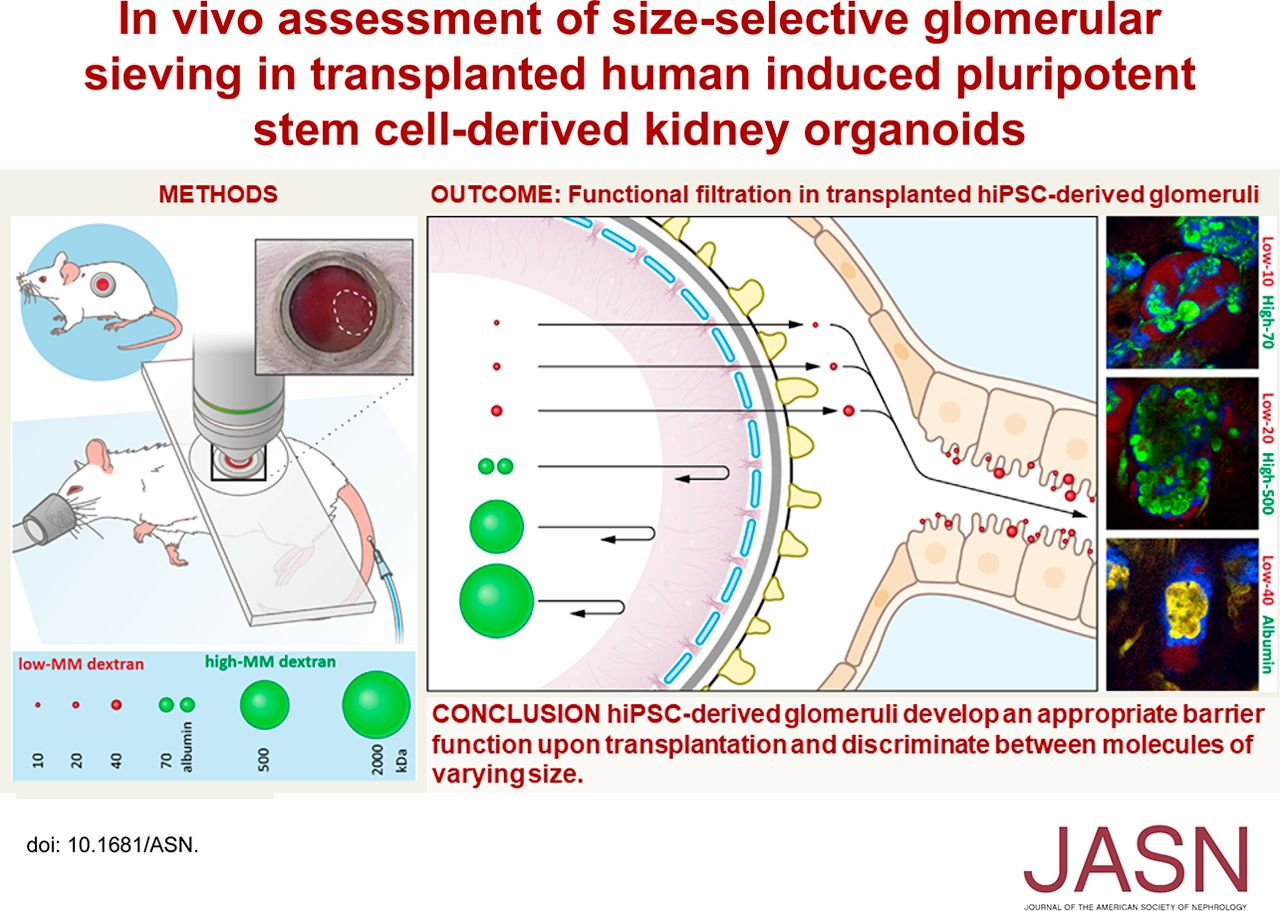 In vivo assessment of size-selective glomerular
sieving in transplanted human induced pluripotent
stem cell-derived kidney organoids
METHODS
OUTCOME: Functional filtration in transplanted hiPSC-derived glomeruli
low-MM dextran
high-MM dextran
10
20
40
70
albumin
500
2000
kDa
Low-10 High-70
Low-20 High-500
Low-40 Albumin
CONCLUSION hiPSC-derived glomeruli develop an appropriate barrier
function upon transplantation and discriminate between molecules of
varying size.
doi: 10.1681/ASN.
JASN
JOURNAL OF THE AMERICAN SOCIETY OF NEPHROLOGY